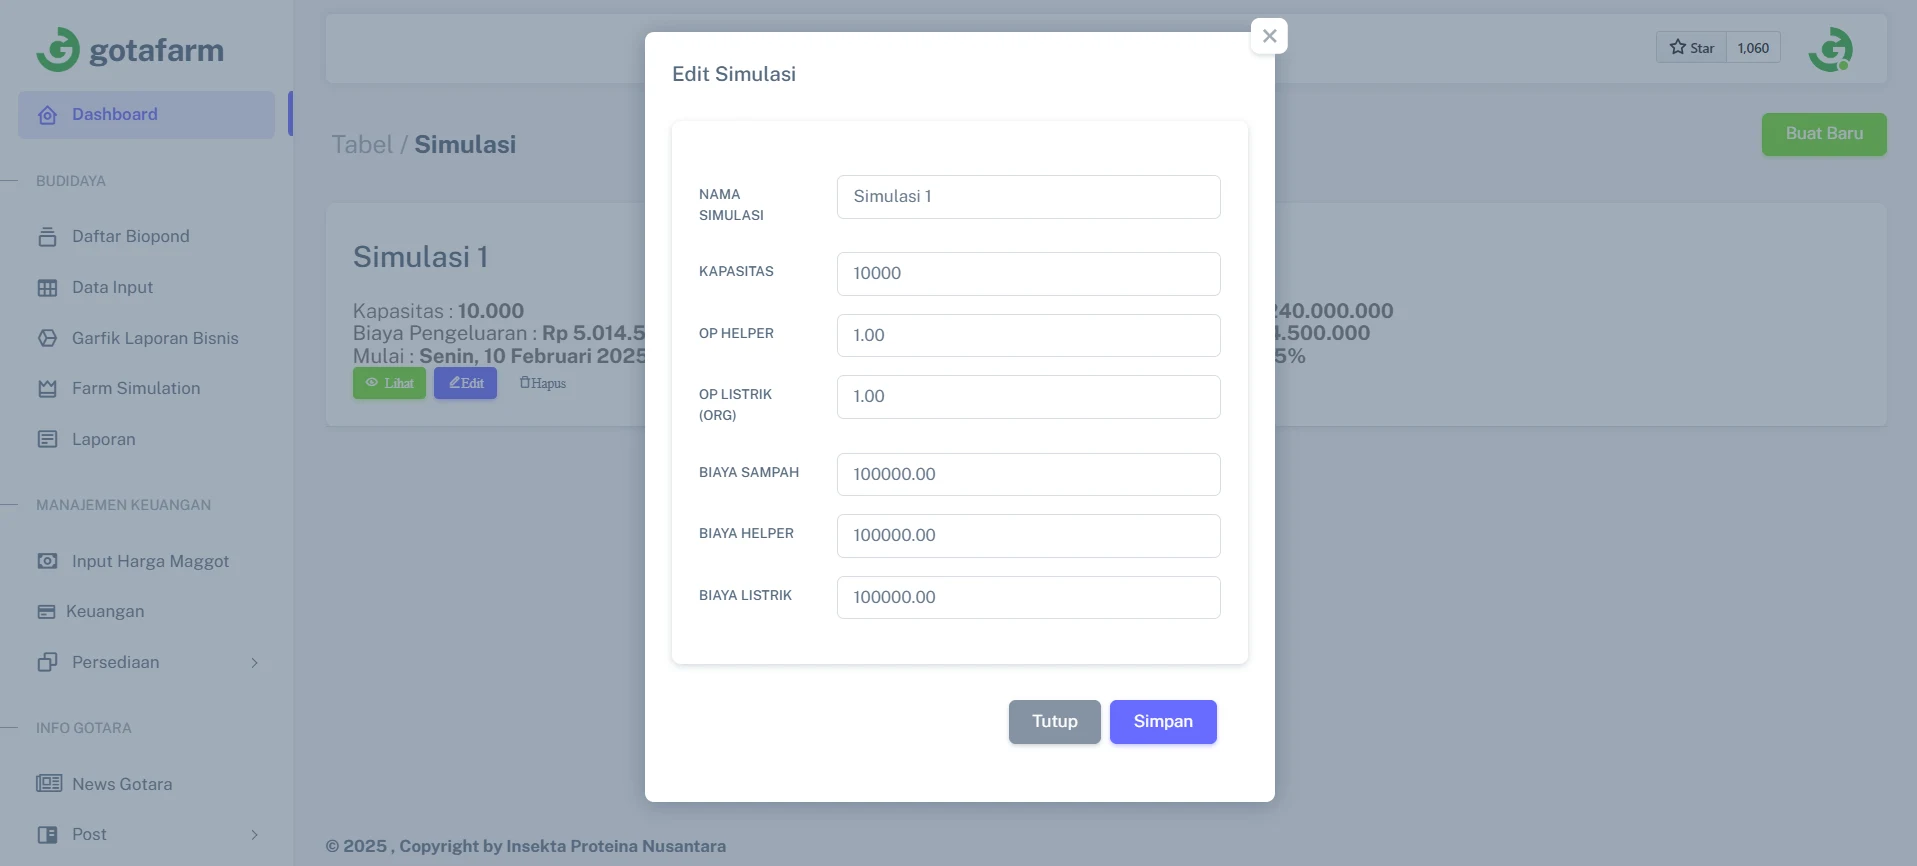 gotafarm
Dashboard
BUDIDAYA
Daftar Biopond
Data Input
Garfik Laporan Bisnis
Farm Simulation
Laporan
MANAJEMEN KEUANGAN
Input Harga Maggot
Keuangan
Persediaan
INFO GOTARA
News Gotara
Post
Star 1,060
Tabel / Simulasi
Buat Baru
Simulasi 1
Kapasitas : 10.000
Biaya Pengeluaran : Rp 5.014.5
Mulai : Senin, 10 Februari 2025
Lihat Edit Hapus
240.000.000
.500.000
5%
Edit Simulasi
NAMA SIMULASI
Simulasi 1
KAPASITAS
10000
OP HELPER
1.00
OP LISTRIK (ORG)
1.00
BIAYA SAMPAH
100000.00
BIAYA HELPER
100000.00
BIAYA LISTRIK
100000.00
Tutup Simpan
© 2025 , Copyright by Insekta Proteina Nusantara